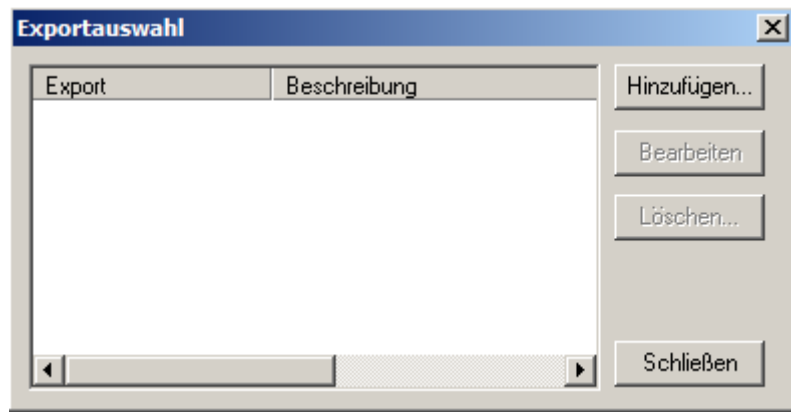 Exportauswahl
Export Beschreibung
Hinzufügen...
Bearbeiten
Löschen...
Schließen